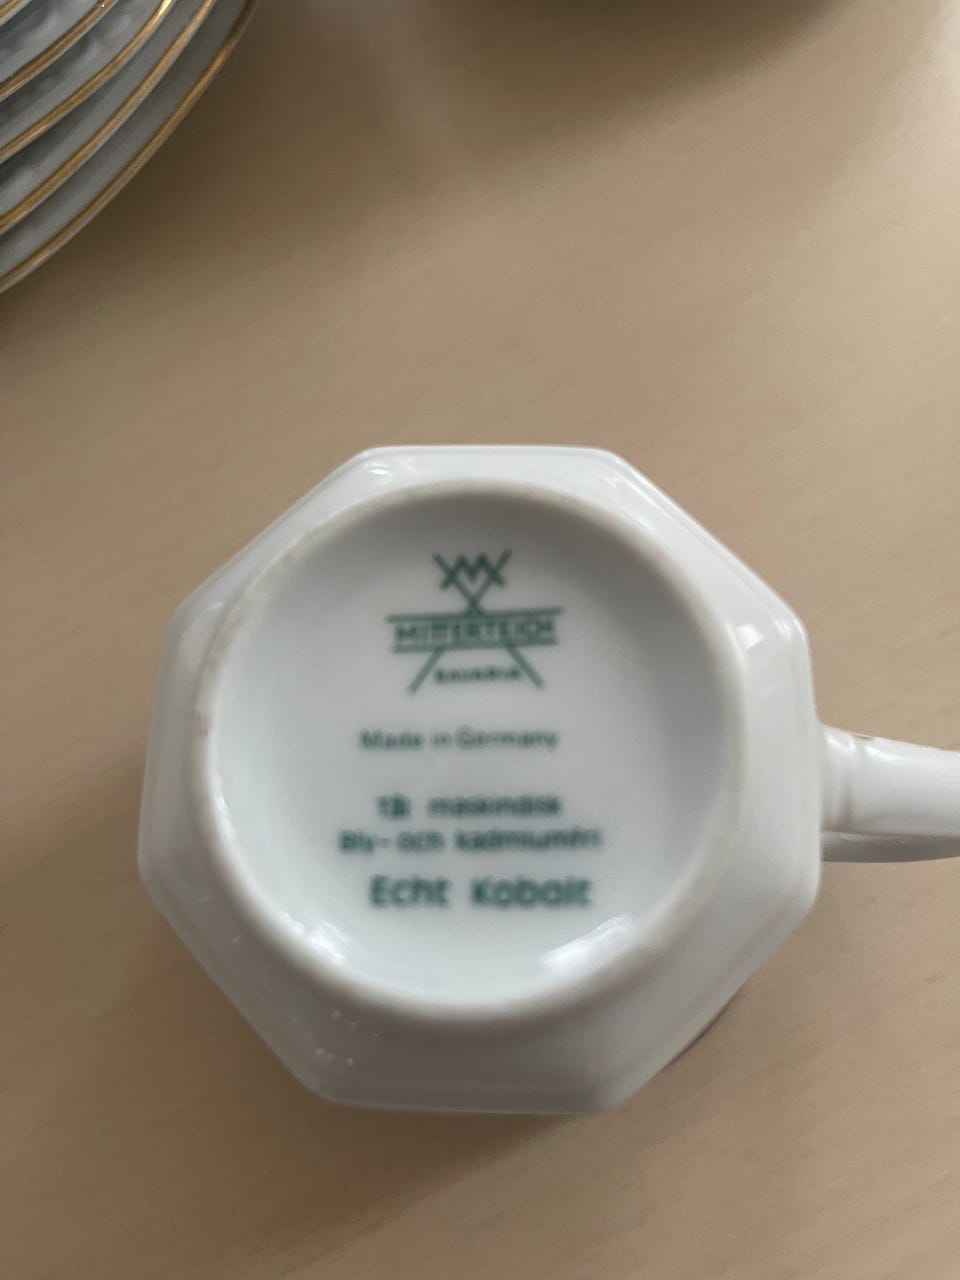 MITTERTEICH
BAVARIA
Made in Germany
tål maskindisk
Bly- och kadmiumfri
Echt Kobalt